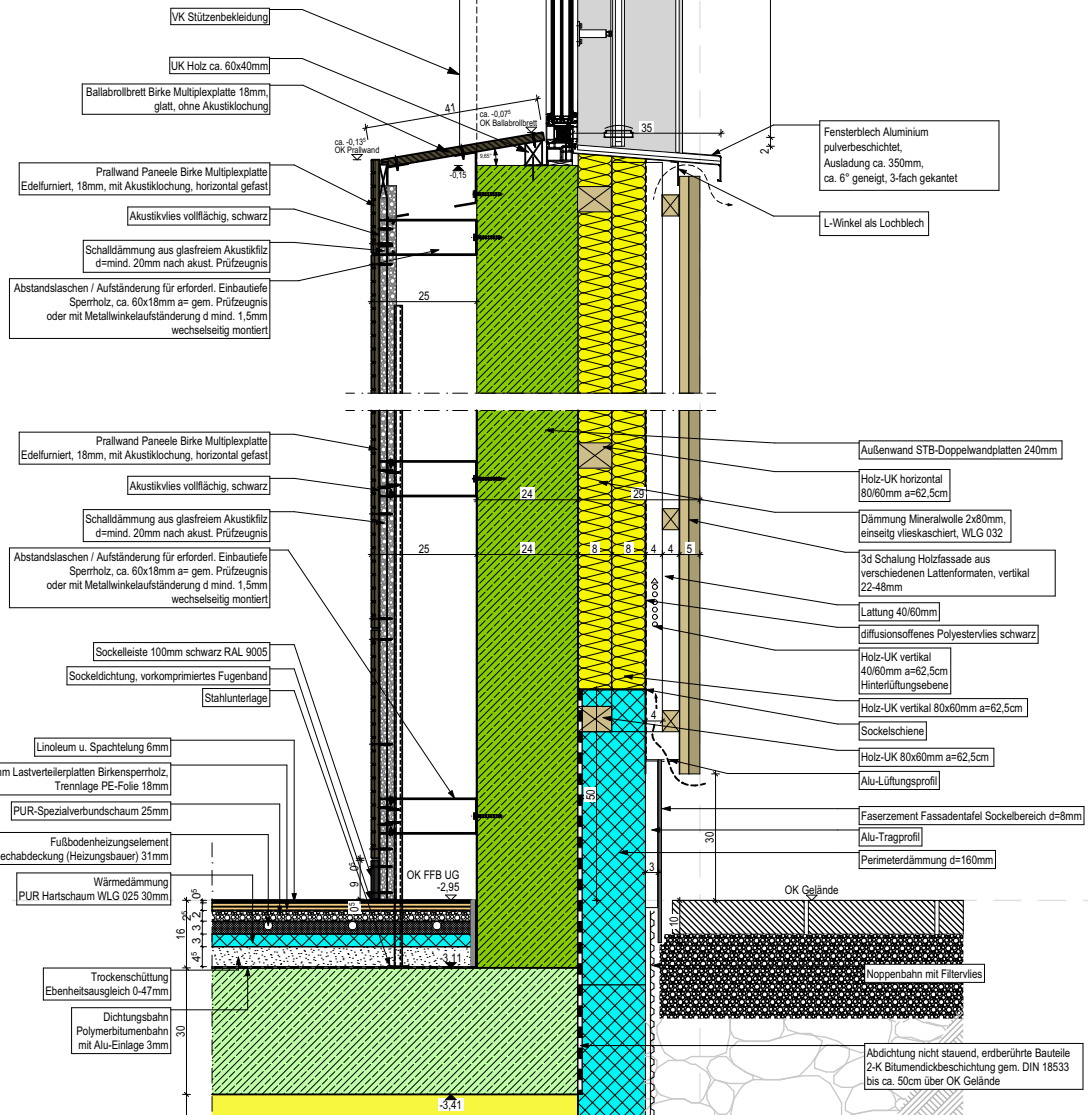 VK Stützenbekleidung
UK Holz ca. 60x40mm
Ballabrollbrett Birke Multiplexplatte 18mm,
glatt, ohne Akustiklochung
41
ca. -0,07⁵
OK Ballabrollbrett
ca. -0,13⁵
OK Prallwand
9,65⁵
-0,15
35
2
Fensterblech Aluminium
pulverbeschichtet,
Ausladung ca. 350mm,
ca. 6° geneigt, 3-fach gekantet
L-Winkel als Lochblech
Prallwand Paneele Birke Multiplexplatte
Edelfurniert, 18mm, mit Akustiklochung, horizontal gefast
Akustikvlies vollflächig, schwarz
Schalldämmung aus glasfreiem Akustikfilz
d=mind. 20mm nach akust. Prüfzeugnis
Abstandslaschen / Aufständerung für erforderl. Einbautiefe
Sperrholz, ca. 60x18mm a= gem. Prüfzeugnis
oder mit Metallwinkelaufständerung d mind. 1,5mm
wechselseitig montiert
25
Prallwand Paneele Birke Multiplexplatte
Edelfurniert, 18mm, mit Akustiklochung, horizontal gefast
Akustikvlies vollflächig, schwarz
Schalldämmung aus glasfreiem Akustikfilz
d=mind. 20mm nach akust. Prüfzeugnis
Abstandslaschen / Aufständerung für erforderl. Einbautiefe
Sperrholz, ca. 60x18mm a= gem. Prüfzeugnis
oder mit Metallwinkelaufständerung d mind. 1,5mm
wechselseitig montiert
24
29
25
24
8
8
4
4
5
Außenwand STB-Doppelwandplatten 240mm
Holz-UK horizontal
80/60mm a=62,5cm
Dämmung Mineralwolle 2x80mm,
einseitg vlieskaschiert, WLG 032
3d Schalung Holzfassade aus
verschiedenen Lattenformaten, vertikal
22-48mm
Lattung 40/60mm
diffusionsoffenes Polyestervlies schwarz
Holz-UK vertikal
40/60mm a=62,5cm
Hinterlüftungsebene
Holz-UK vertikal 80x60mm a=62,5cm
Sockelschiene
Holz-UK 80x60mm a=62,5cm
Alu-Lüftungsprofil
Faserzement Fassadentafel Sockelbereich d=8mm
Alu-Tragprofil
Perimeterdämmung d=160mm
4
50
3
30
10
OK Gelände
Noppenbahn mit Filtervlies
Abdichtung nicht stauend, erdberührte Bauteile
2-K Bitumendickbeschichtung gem. DIN 18533
bis ca. 50cm über OK Gelände
Sockelleiste 100mm schwarz RAL 9005
Sockeldichtung, vorkomprimiertes Fugenband
Stahlunterlage
Linoleum u. Spachtelung 6mm
Lastverteilerplatten Birkensperrholz,
Trennlage PE-Folie 18mm
PUR-Spezialverbundschaum 25mm
Fußbodenheizungselement
(Heizungsbauer) 31mm
Wärmedämmung
PUR Hartschaum WLG 025 30mm
Trockenschüttung
Ebenheitsausgleich 0-47mm
Dichtungsbahn
Polymerbitumenbahn
mit Alu-Einlage 3mm
9
0⁵
0⁵
OK FFB UG
-2,95
-3,11
16
4⁵
3
3
2⁵
2
0⁵
30
-3,41